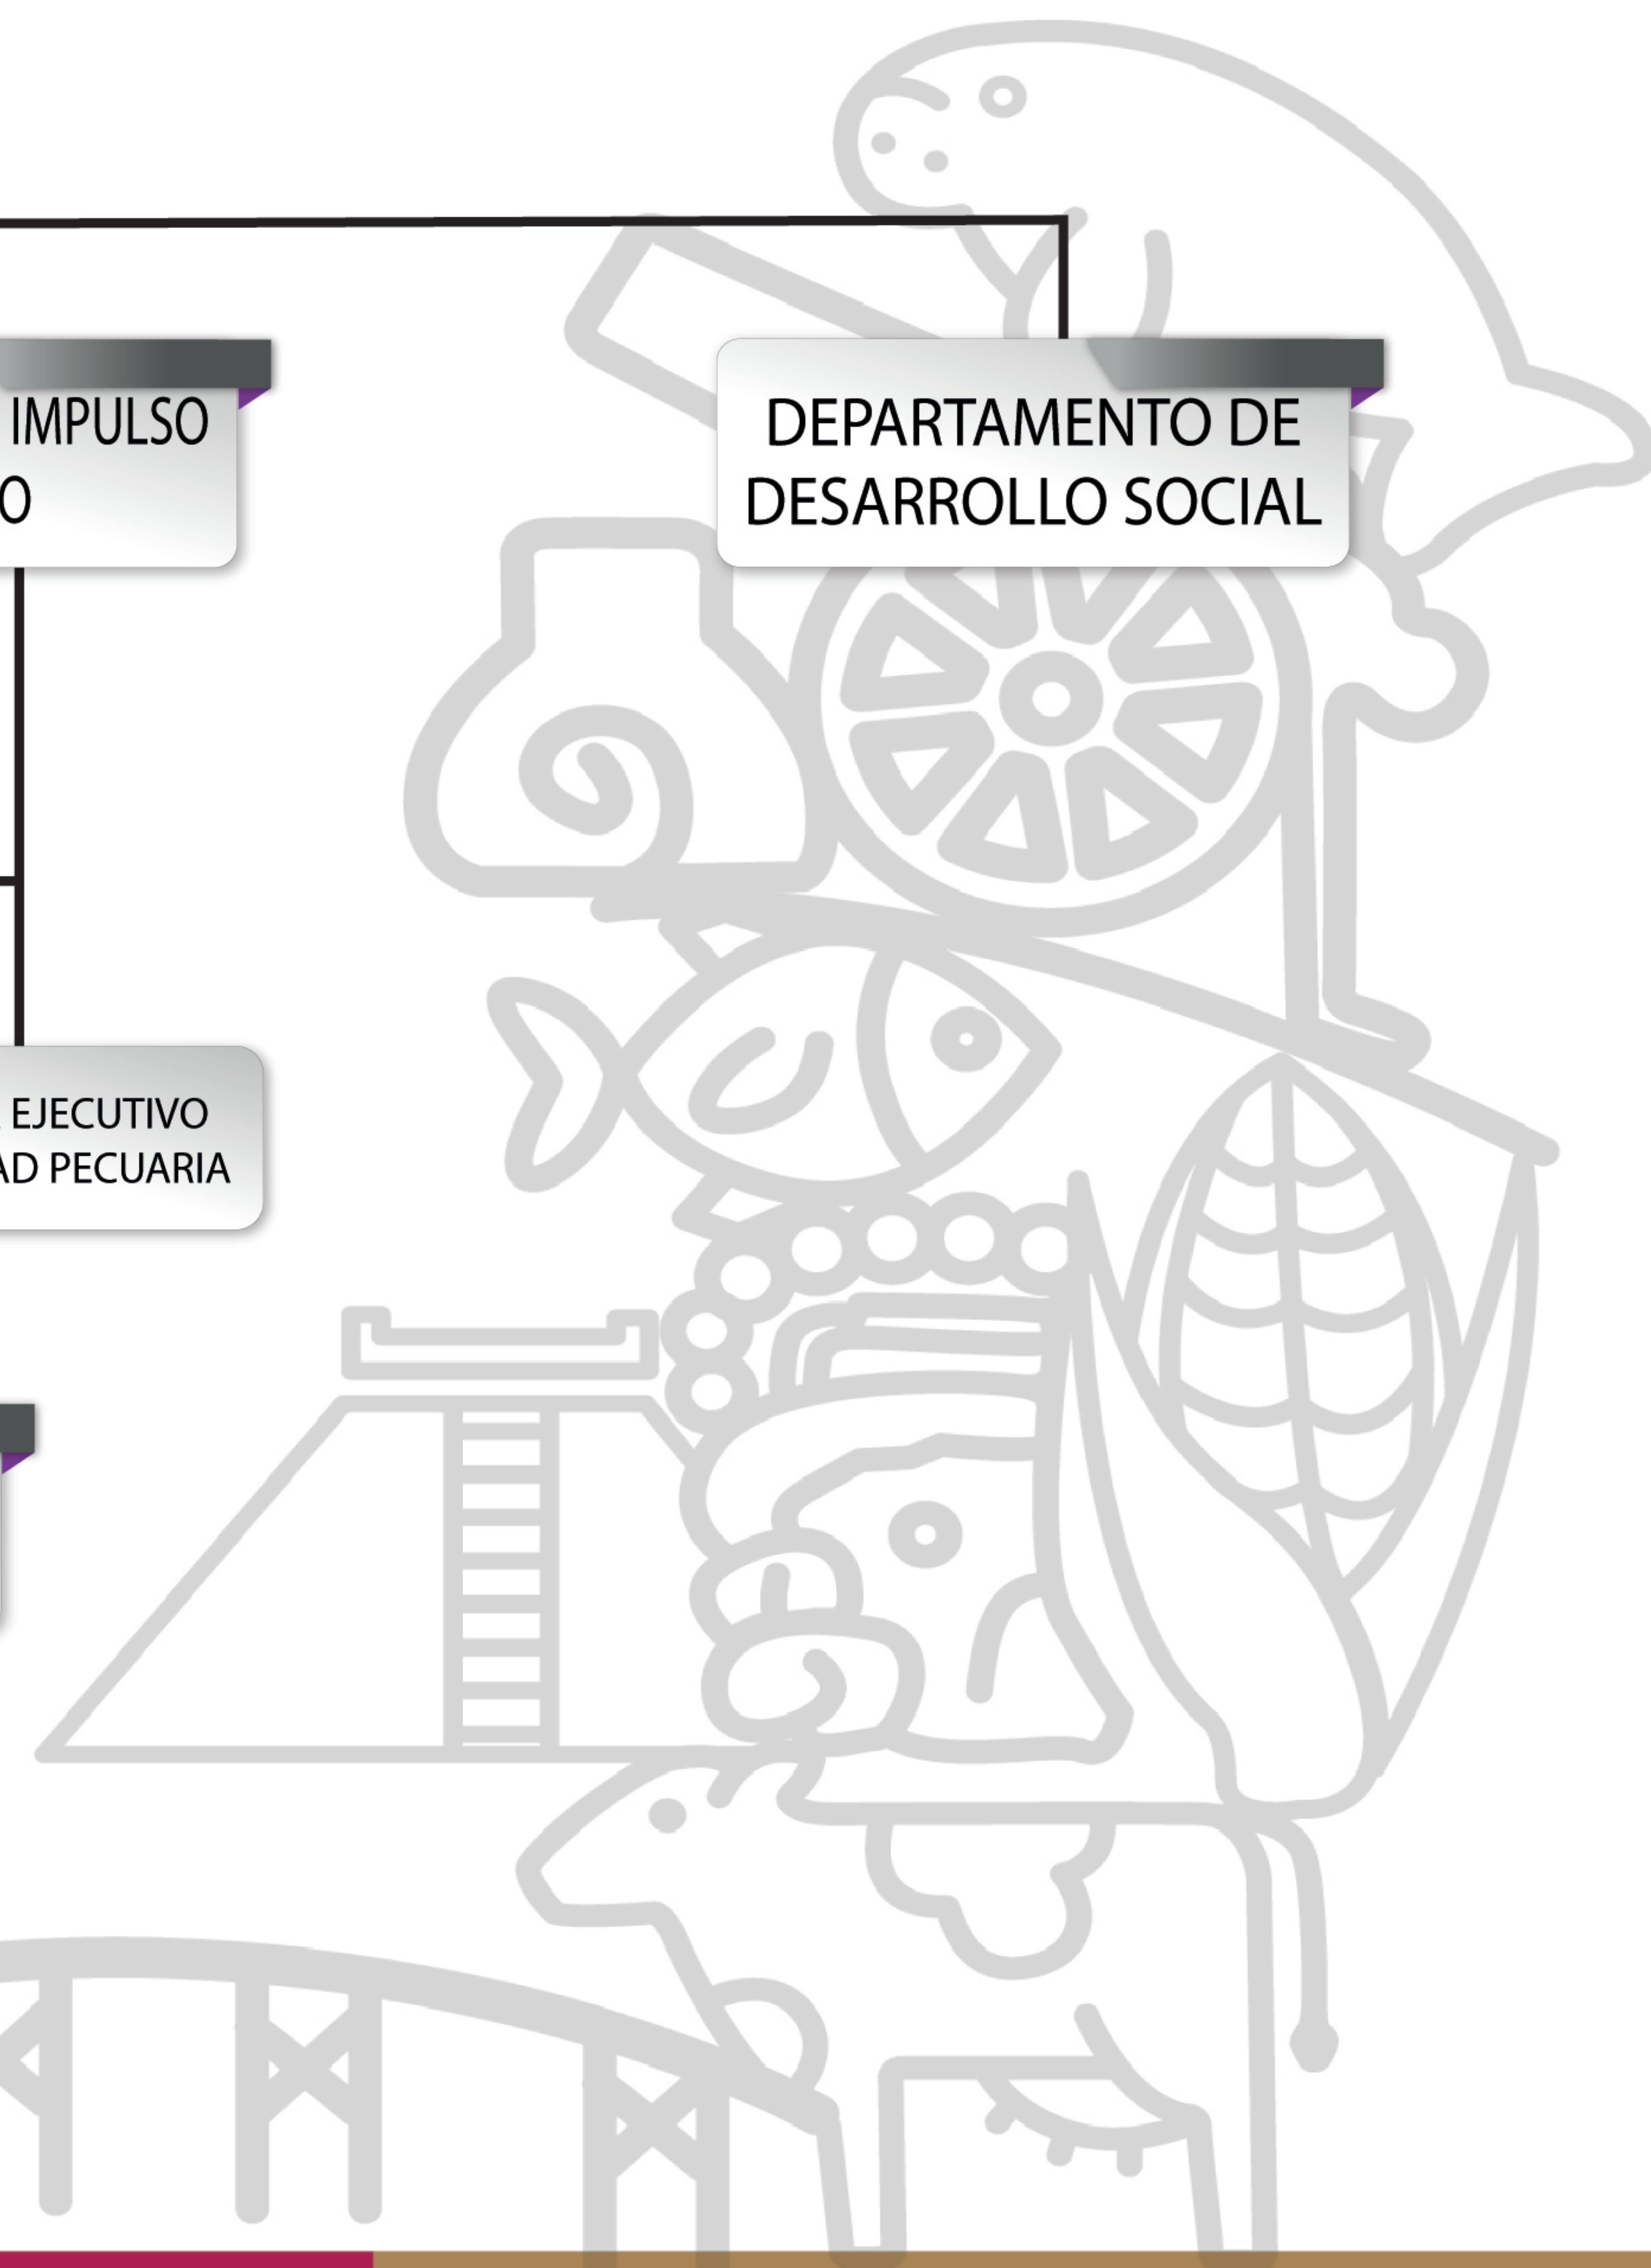 IMPULSO
O
DEPARTAMENTO DE
DESARROLLO SOCIAL
EJECUTIVO
AD PECUARIA